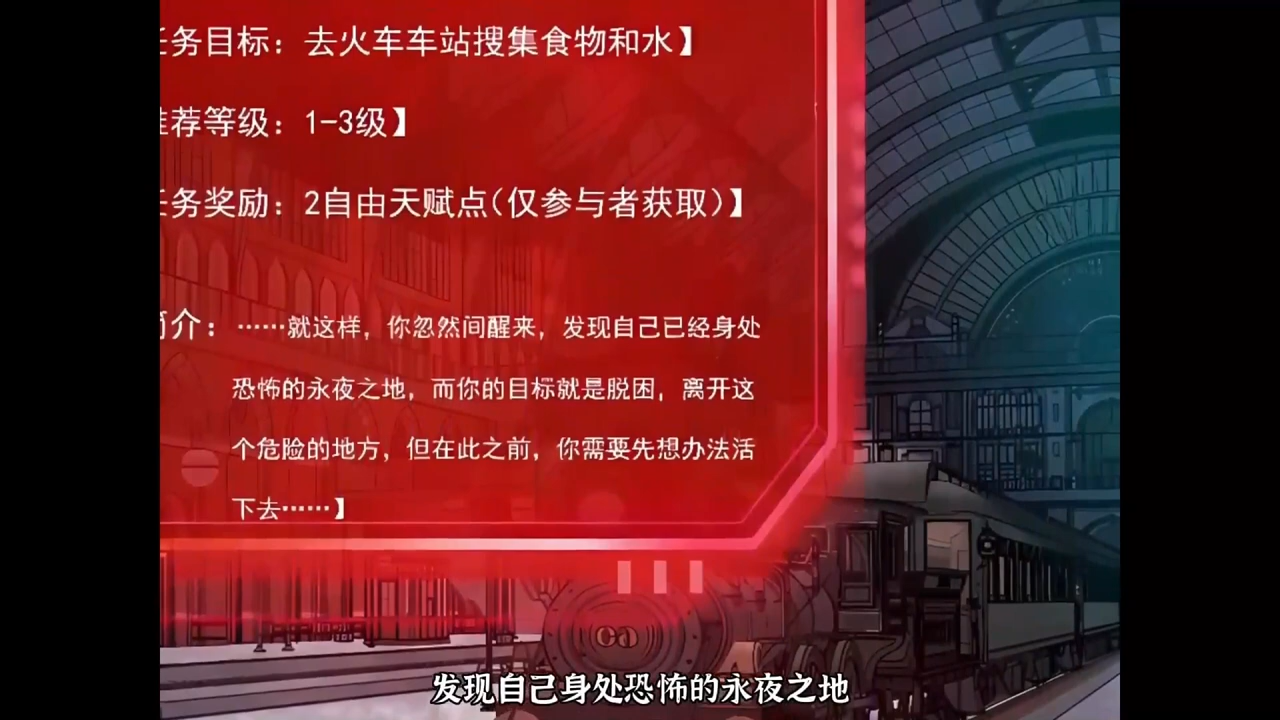 务目标：去火车车站搜集食物和水】
荐等级：1-3级】
务奖励：2自由天赋点（仅参与者获取）】
介：……就这样，你忽然间醒来，发现自己已经身处
恐怖的永夜之地，而你的目标就是脱困，离开这
个危险的地方，但在此之前，你需要先想办法活
下去……】
发现自己身处恐怖的永夜之地